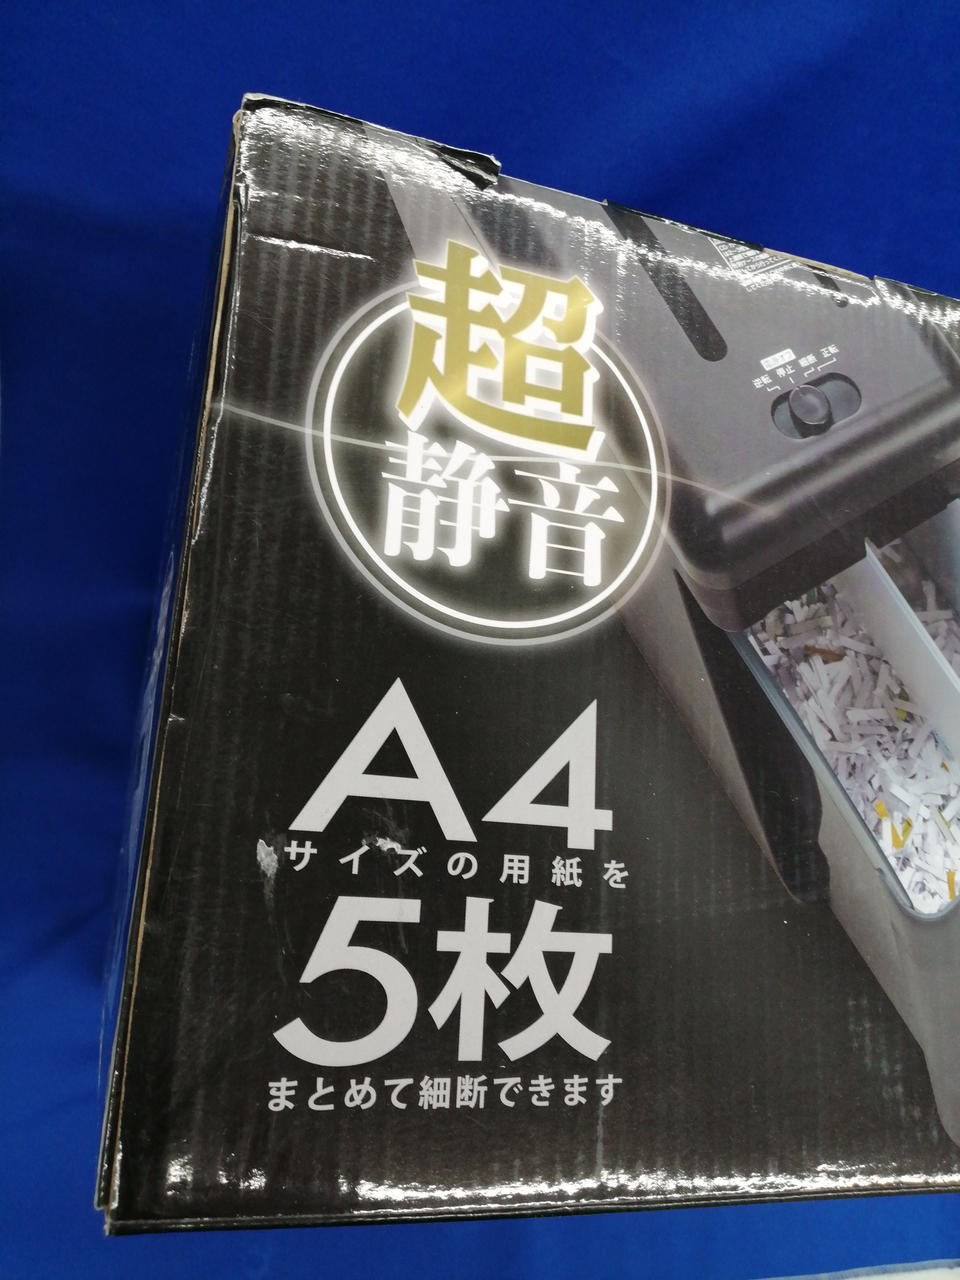 超
静音
逆転 停止 細断 正転
A4
サイズの用紙を
5枚
まとめて細断できます